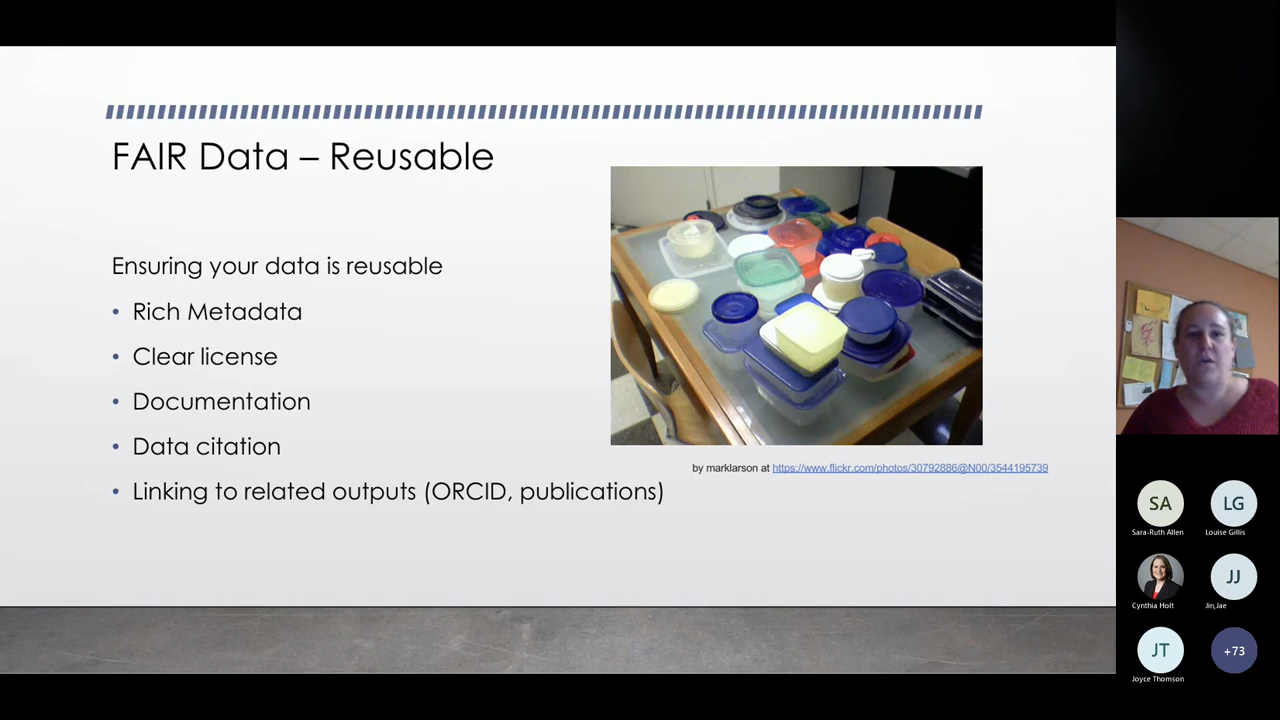 FAIR Data – Reusable
Ensuring your data is reusable
• Rich Metadata
• Clear license
• Documentation
• Data citation
• Linking to related outputs (ORCID, publications)
by marklarson at https://www.flickr.com/photos/30792886@N00/3544195739
SA
Sara-Ruth Allen
LG
Louise Gillis
Cynthia Holt
JJ
Jin,Jae
JT
Joyce Thomson
+73